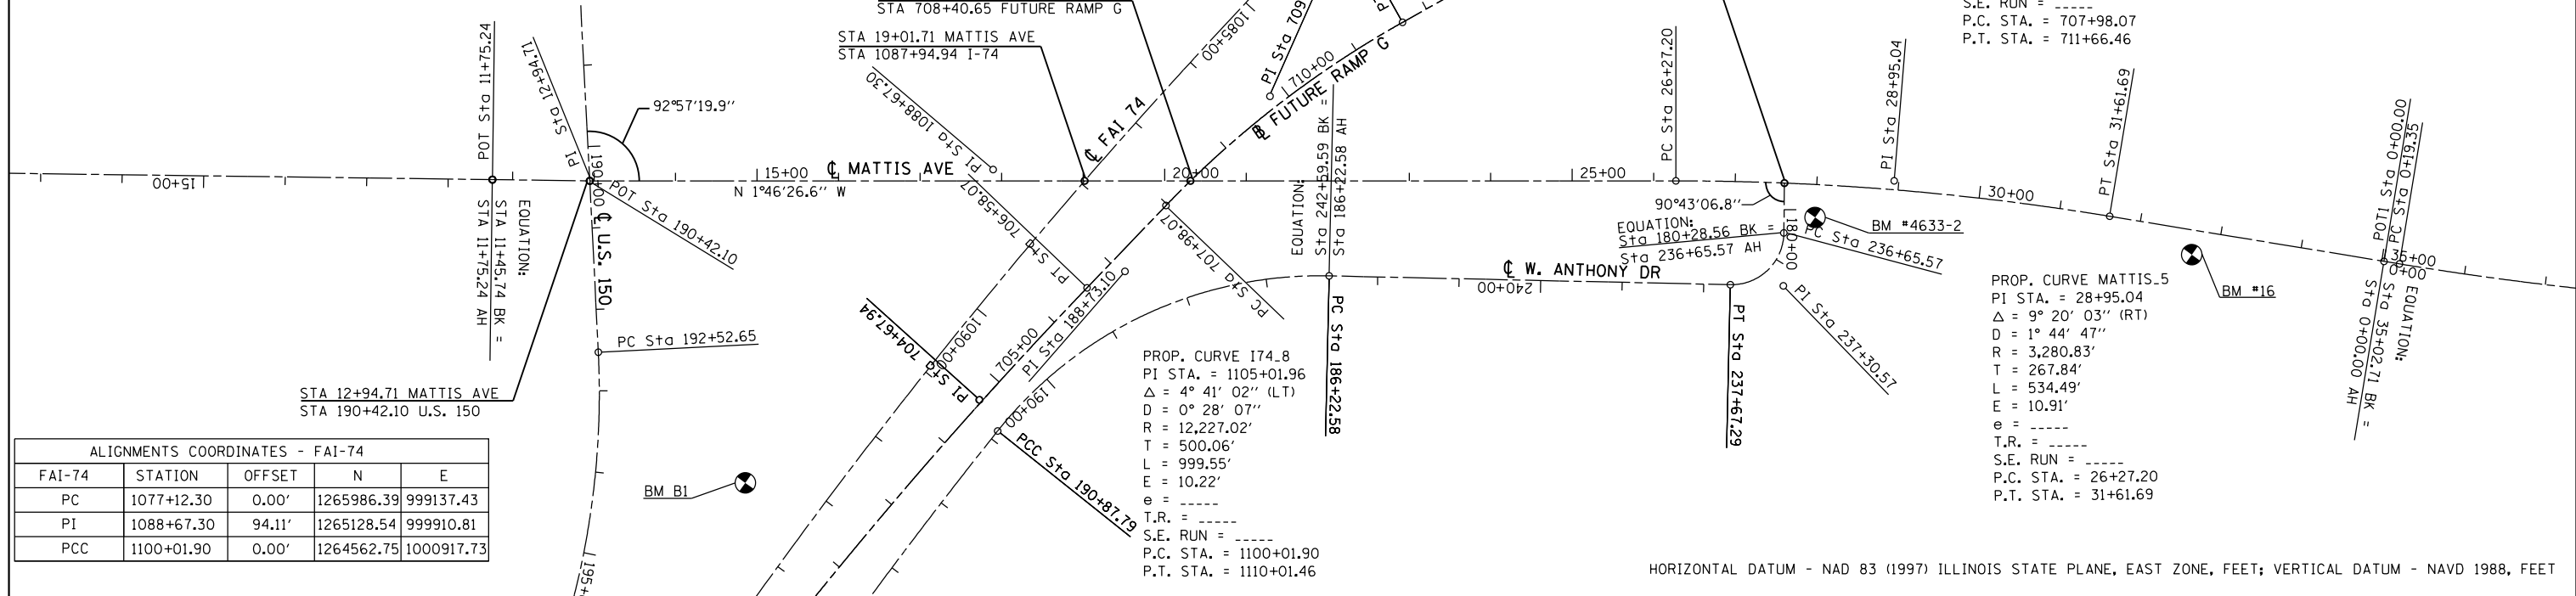 STA 708+40.65 FUTURE RAMP G
STA 19+01.71 MATTIS AVE
STA 1087+94.94 I-74
S.E. RUN = _____
P.C. STA. = 707+98.07
P.T. STA. = 711+66.46
POT Sta 11+75.24
PI Sta 12+94.71
92°57'19.9"
PI Sta 1088+67.30
1085+00
℄ FAI 74
PI Sta 709
710+00
℄ FUTURE RAMP G
PC Sta 26+27.20
PI Sta 28+95.04
PT Sta 31+61.69
POT1 Sta 0+00.00
PC Sta 0+19.35
15+00
190+00
15+00
℄ MATTIS AVE
N 1°46'26.6" W
20+00
25+00
30+00
35+00
0+00
POT Sta 190+42.10
℄ U.S. 150
EQUATION:
STA 11+45.74 BK =
STA 11+75.24 AH
PT Sta 706+58.07
PC Sta 707+98.07
EQUATION:
Sta 242+59.59 BK =
Sta 186+22.58 AH
90°43'06.8"
EQUATION:
Sta 180+28.56 BK =
Sta 236+65.57 AH
180+00
PC Sta 236+65.57
BM #4633-2
BM #16
EQUATION:
Sta 35+02.71 BK =
Sta 0+00.00 AH
℄ W. ANTHONY DR
240+00
PC Sta 186+22.58
PT Sta 237+67.29
PI Sta 237+30.57
PC Sta 192+52.65
STA 12+94.71 MATTIS AVE
STA 190+42.10 U.S. 150
PI Sta 704+67.94
1090+00
705+00
PI Sta 188+73.10
190+00
PCC Sta 190+87.79
BM B1
195+
PROP. CURVE I74_8
PI STA. = 1105+01.96
Δ = 4° 41' 02" (LT)
D = 0° 28' 07"
R = 12,227.02'
T = 500.06'
L = 999.55'
E = 10.22'
e = _____
T.R. = _____
S.E. RUN = _____
P.C. STA. = 1100+01.90
P.T. STA. = 1110+01.46
PROP. CURVE MATTIS_5
PI STA. = 28+95.04
Δ = 9° 20' 03" (RT)
D = 1° 44' 47"
R = 3,280.83'
T = 267.84'
L = 534.49'
E = 10.91'
e = _____
T.R. = _____
S.E. RUN = _____
P.C. STA. = 26+27.20
P.T. STA. = 31+61.69
ALIGNMENTS COORDINATES - FAI-74
FAI-74 STATION OFFSET N E
PC 1077+12.30 0.00' 1265986.39 999137.43
PI 1088+67.30 94.11' 1265128.54 999910.81
PCC 1100+01.90 0.00' 1264562.75 1000917.73
HORIZONTAL DATUM - NAD 83 (1997) ILLINOIS STATE PLANE, EAST ZONE, FEET; VERTICAL DATUM - NAVD 1988, FEET